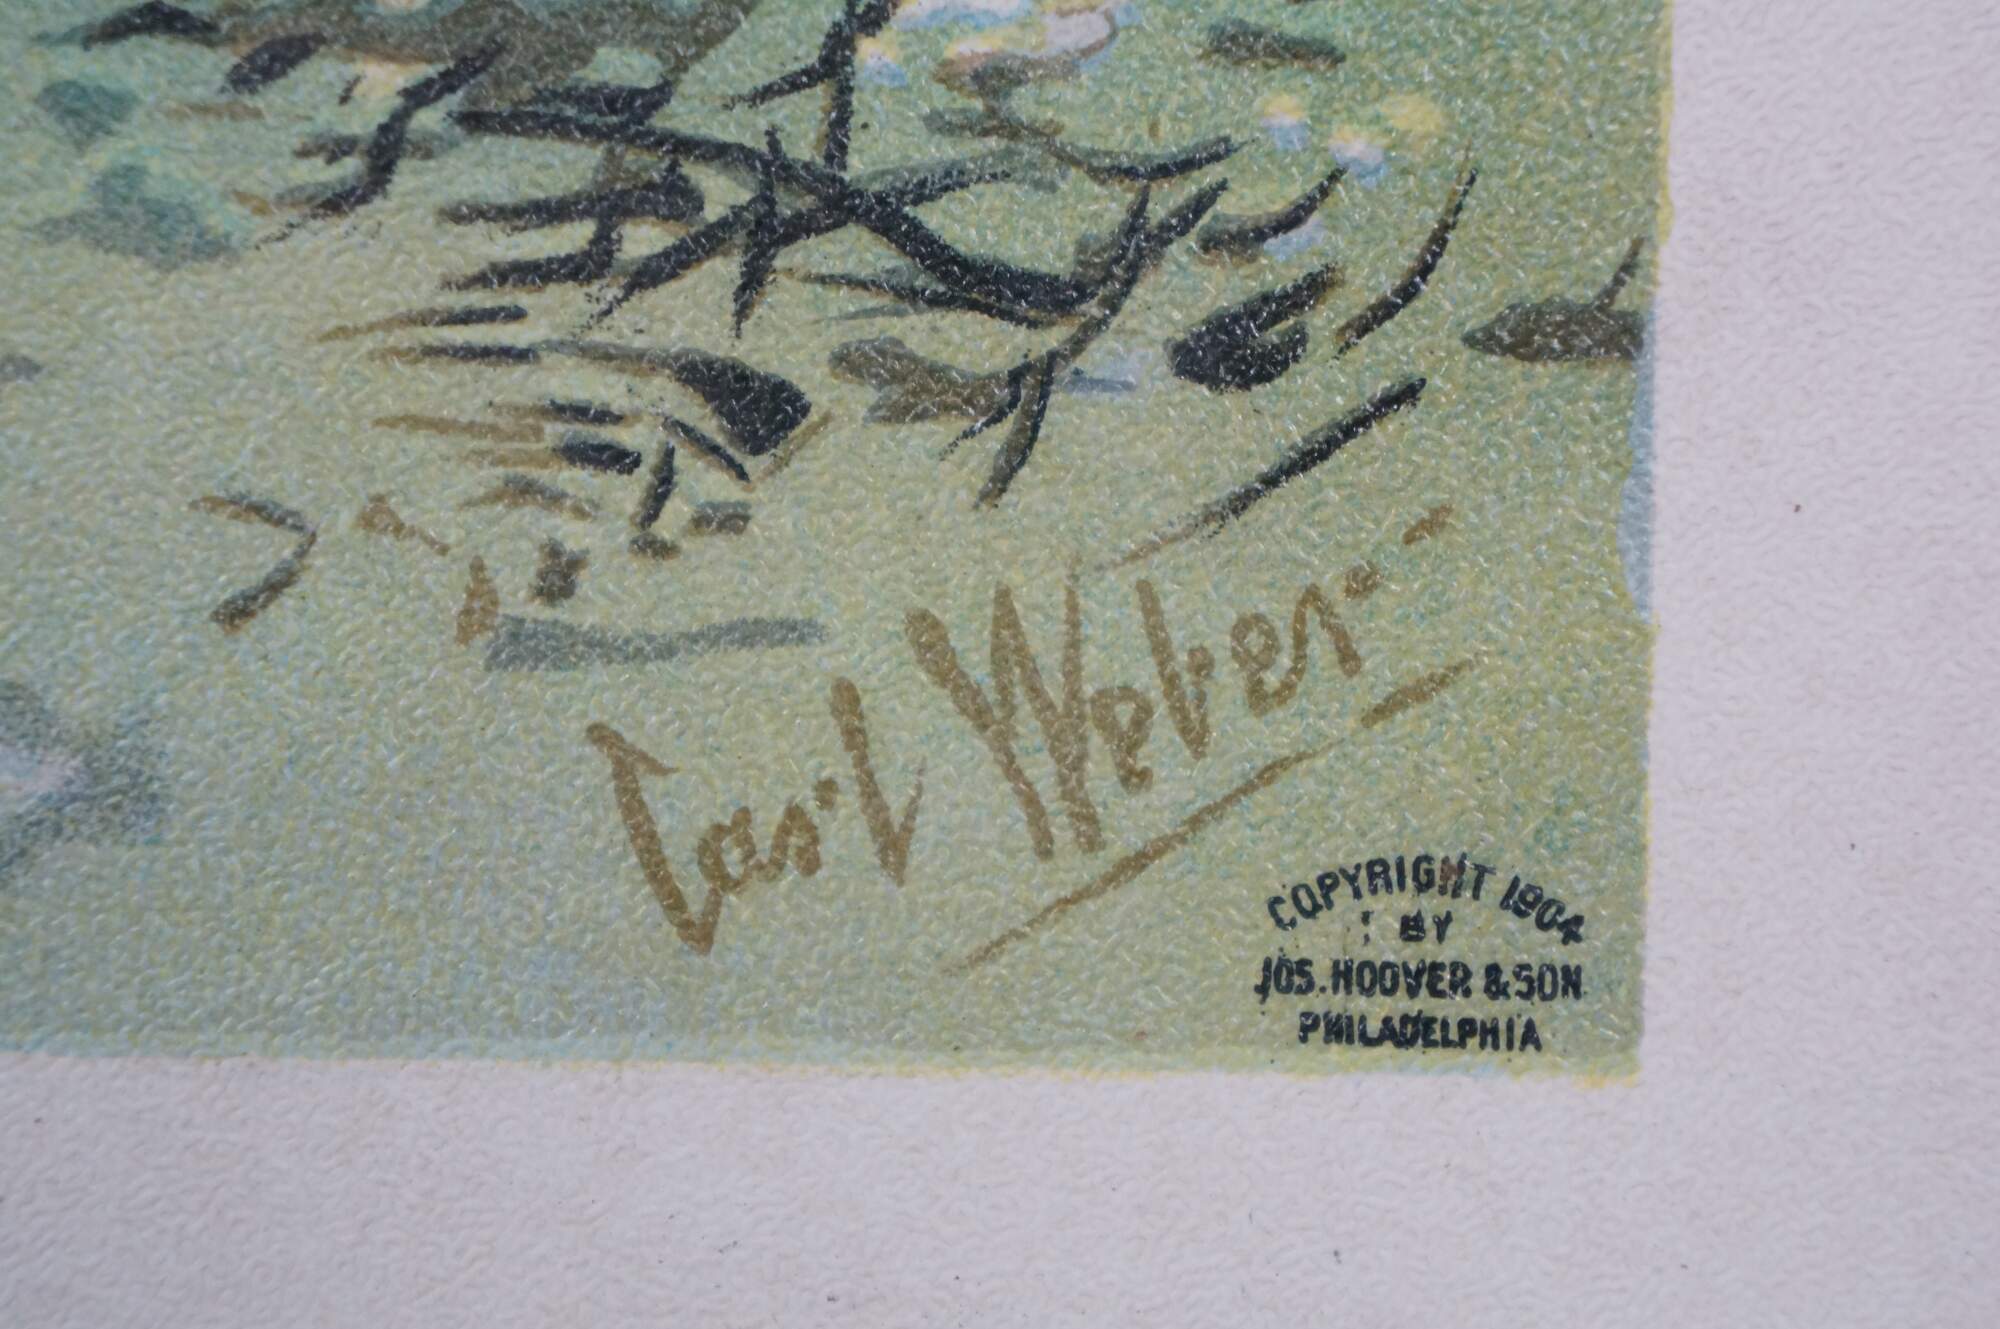 Carl Weber
COPYRIGHT 1904
BY
JOS. HOOVER & SON
PHILADELPHIA